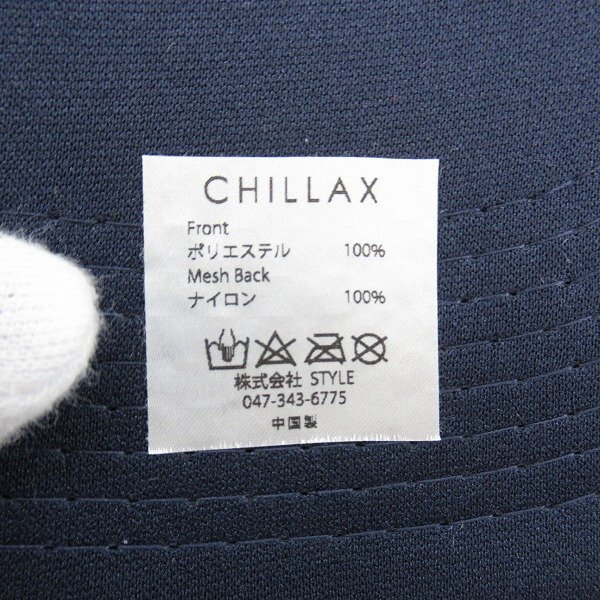 CHILLAX
Front
ポリエステル 100%
Mesh Back
ナイロン 100%
株式会社 STYLE
047-343-6775
中国製